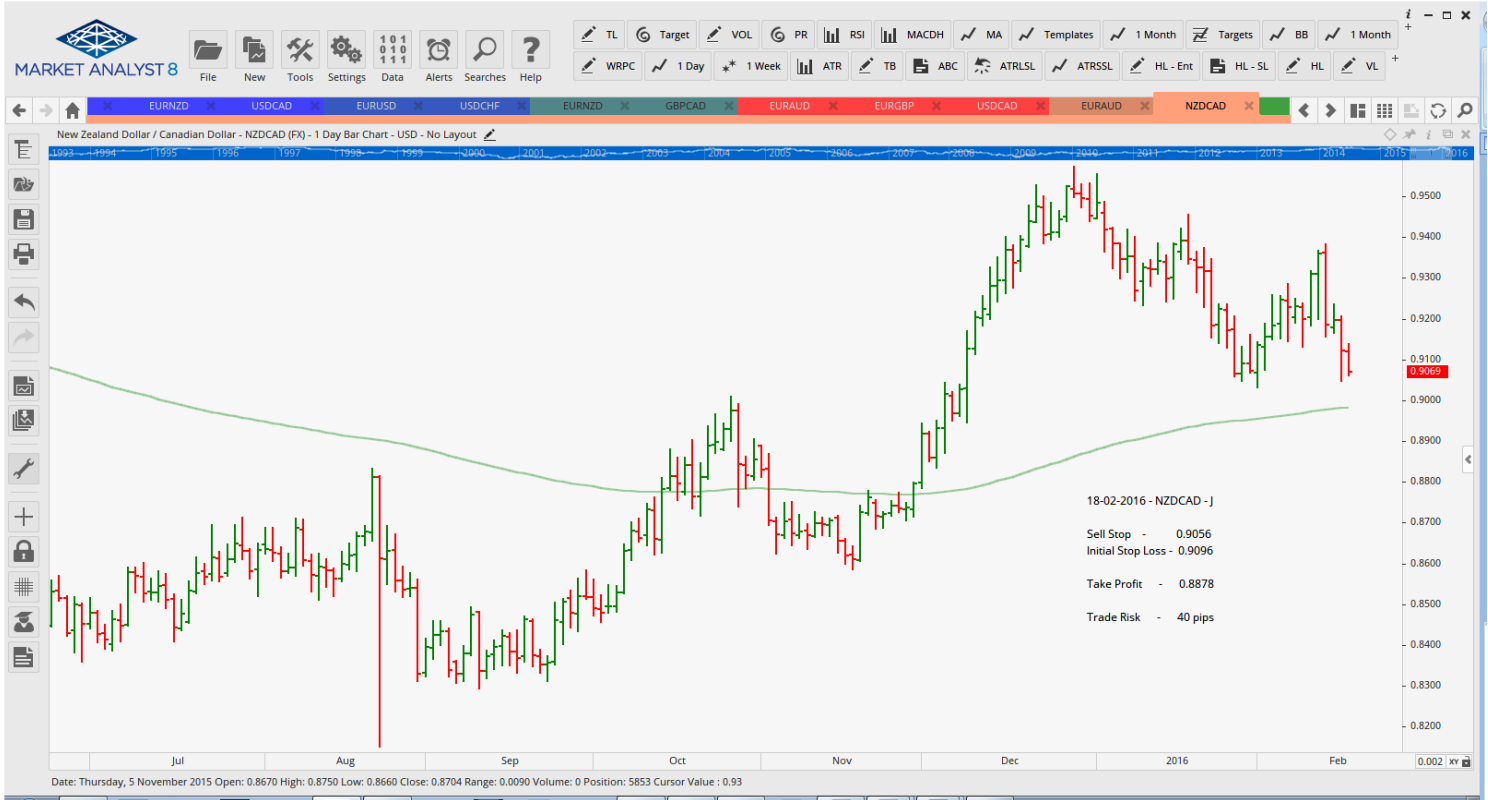 MARKET ANALYST 8
File New Tools Settings Data Alerts Searches Help
TL Target VOL PR RSI MACDH MA Templates 1 Month Targets BB 1 Month
WRPC 1 Day 1 Week ATR TB ABC ATRLSL ATRSSL HL - Ent HL - SL HL VL
EURNZD USDCAD EURUSD USDCHF EURNZD GBPCAD EURAUD EURGBP USDCAD EURAUD NZDCAD
New Zealand Dollar / Canadian Dollar - NZDCAD (FX) - 1 Day Bar Chart - USD - No Layout
1993 1994 1995 1996 1997 1998 1999 2000 2001 2002 2003 2004 2005 2006 2007 2008 2009 2010 2011 2012 2013 2014 2015 2016
0.9500
0.9400
0.9300
0.9200
0.9100
0.9069
0.9000
0.8900
0.8800
0.8700
0.8600
0.8500
0.8400
0.8300
0.8200
18-02-2016 - NZDCAD - J
Sell Stop - 0.9056
Initial Stop Loss - 0.9096
Take Profit - 0.8878
Trade Risk - 40 pips
Jul Aug Sep Oct Nov Dec 2016 Feb
0.002 XY
Date: Thursday, 5 November 2015 Open: 0.8670 High: 0.8750 Low: 0.8660 Close: 0.8704 Range: 0.0090 Volume: 0 Position: 5853 Cursor Value : 0.93